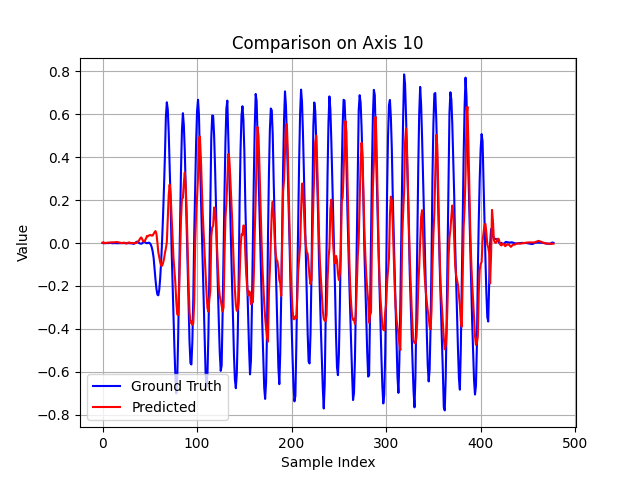 Comparison on Axis 10
Value
0.8
0.6
0.4
0.2
0.0
−0.2
−0.4
−0.6
−0.8
Ground Truth
Predicted
0 100 200 300 400 500
Sample Index